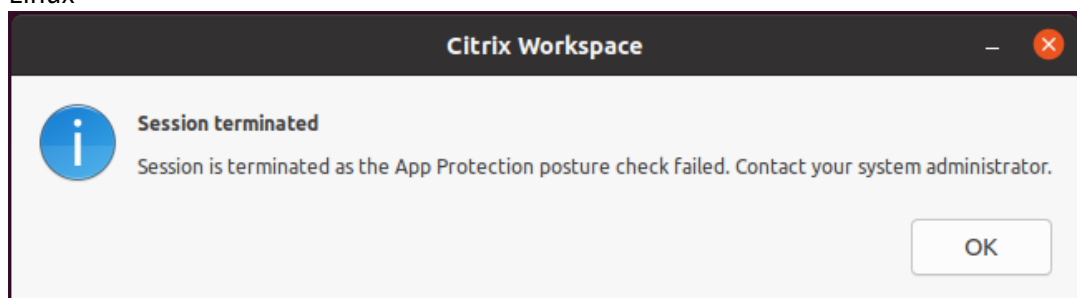 Linux
Citrix Workspace
Session terminated
Session is terminated as the App Protection posture check failed. Contact your system administrator.
OK